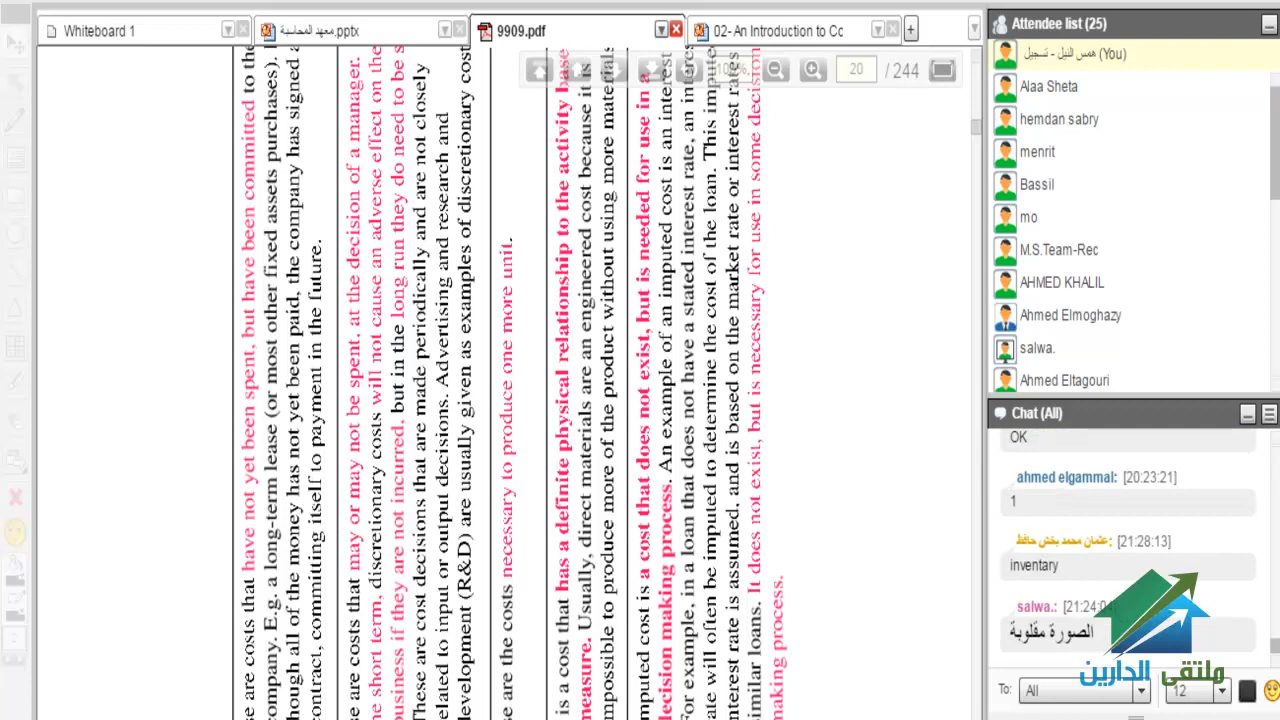 Whiteboard 1
معهد المحاسبة.pptx
9909.pdf
02- An Introduction to Cc
20 / 244
se are costs that have not yet been spent, but have been committed to the
company. E.g. a long-term lease (or most other fixed assets purchases).
hough all of the money has not yet been paid, the company has signed a
contract, committing itself to payment in the future.
se are costs that may or may not be spent, at the decision of a manager.
he short term, discretionary costs will not cause an adverse effect on the
business if they are not incurred, but in the long run they do need to be s
These are cost decisions that are made periodically and are not closely
elated to input or output decisions. Advertising and research and
development (R&D) are usually given as examples of discretionary cost
se are the costs necessary to produce one more unit.
is a cost that has a definite physical relationship to the activity base
measure. Usually, direct materials are an engineered cost because it is
mpossible to produce more of the product without using more materials
mputed cost is a cost that does not exist, but is needed for use in a
decision making process. An example of an imputed cost is an interest
For example, in a loan that does not have a stated interest rate, an interes
ate will often be imputed to determine the cost of the loan. This impute
nterest rate is assumed, and is based on the market rate or interest rates
similar loans. It does not exist, but is necessary for use in some decision
making process.
Attendee list (25)
همس النيل - تسجيل (You)
Alaa Sheta
hemdan sabry
menrit
Bassil
mo
M.S.Team-Rec
AHMED KHALIL
Ahmed Elmoghazy
salwa.
Ahmed Eltagouri
Chat (All)
OK
ahmed elgammal: [20:23:21]
1
عثمان محمد بخش حافظ: [21:28:13]
inventory
salwa.: [21:24:04
الصورة مقلوبة
ملتقى الدارين
To: All
12